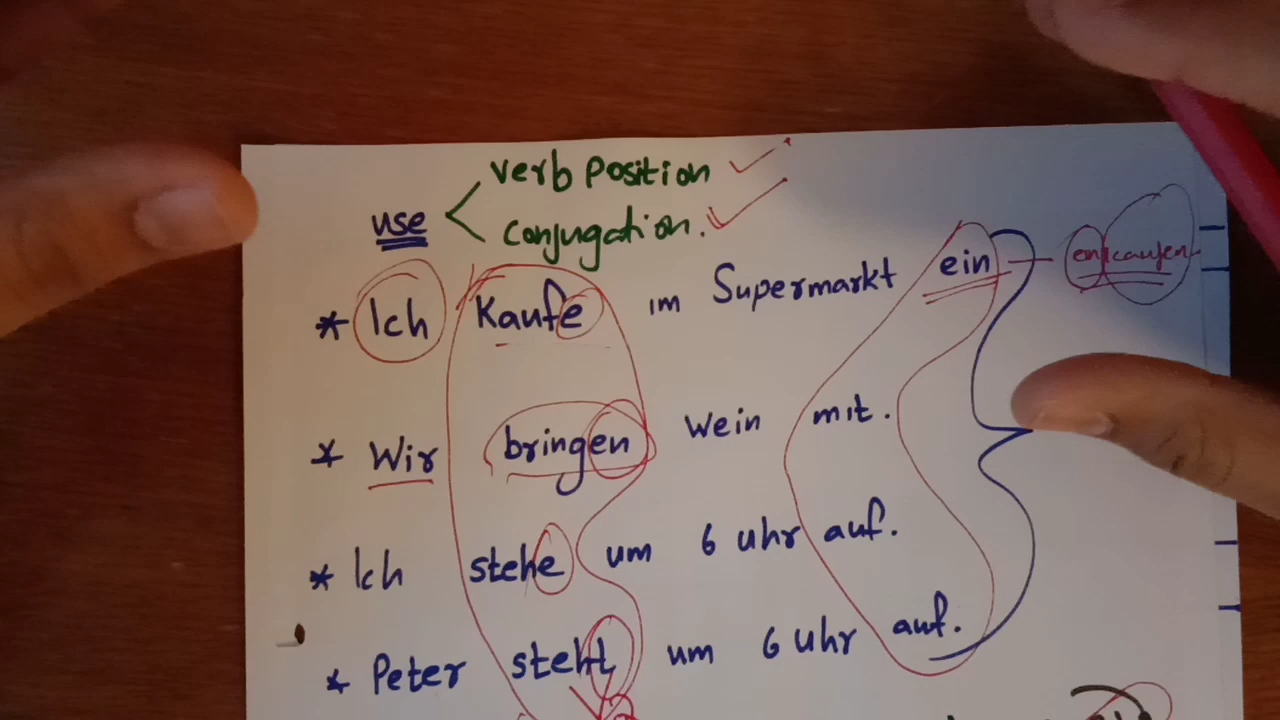 verb position
use
conjugation.
* Ich Kaufe im Supermarkt ein
* Wir bringen Wein mit.
* Ich stehe um 6 Uhr auf.
* Peter steht um 6 Uhr auf.